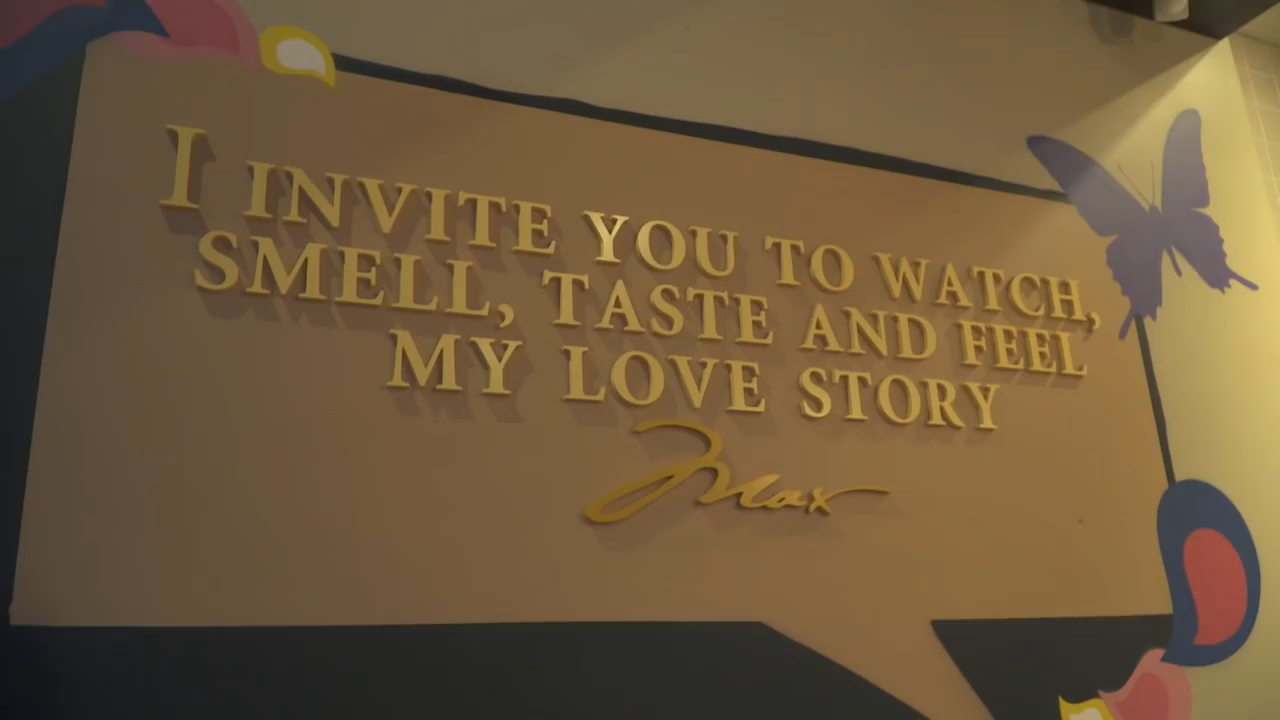 I INVITE YOU TO WATCH,
SMELL, TASTE AND FEEL
MY LOVE STORY
Max